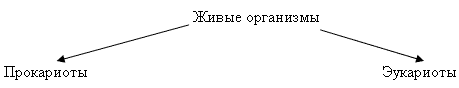 Живые организмы
Прокариоты
Эукариоты